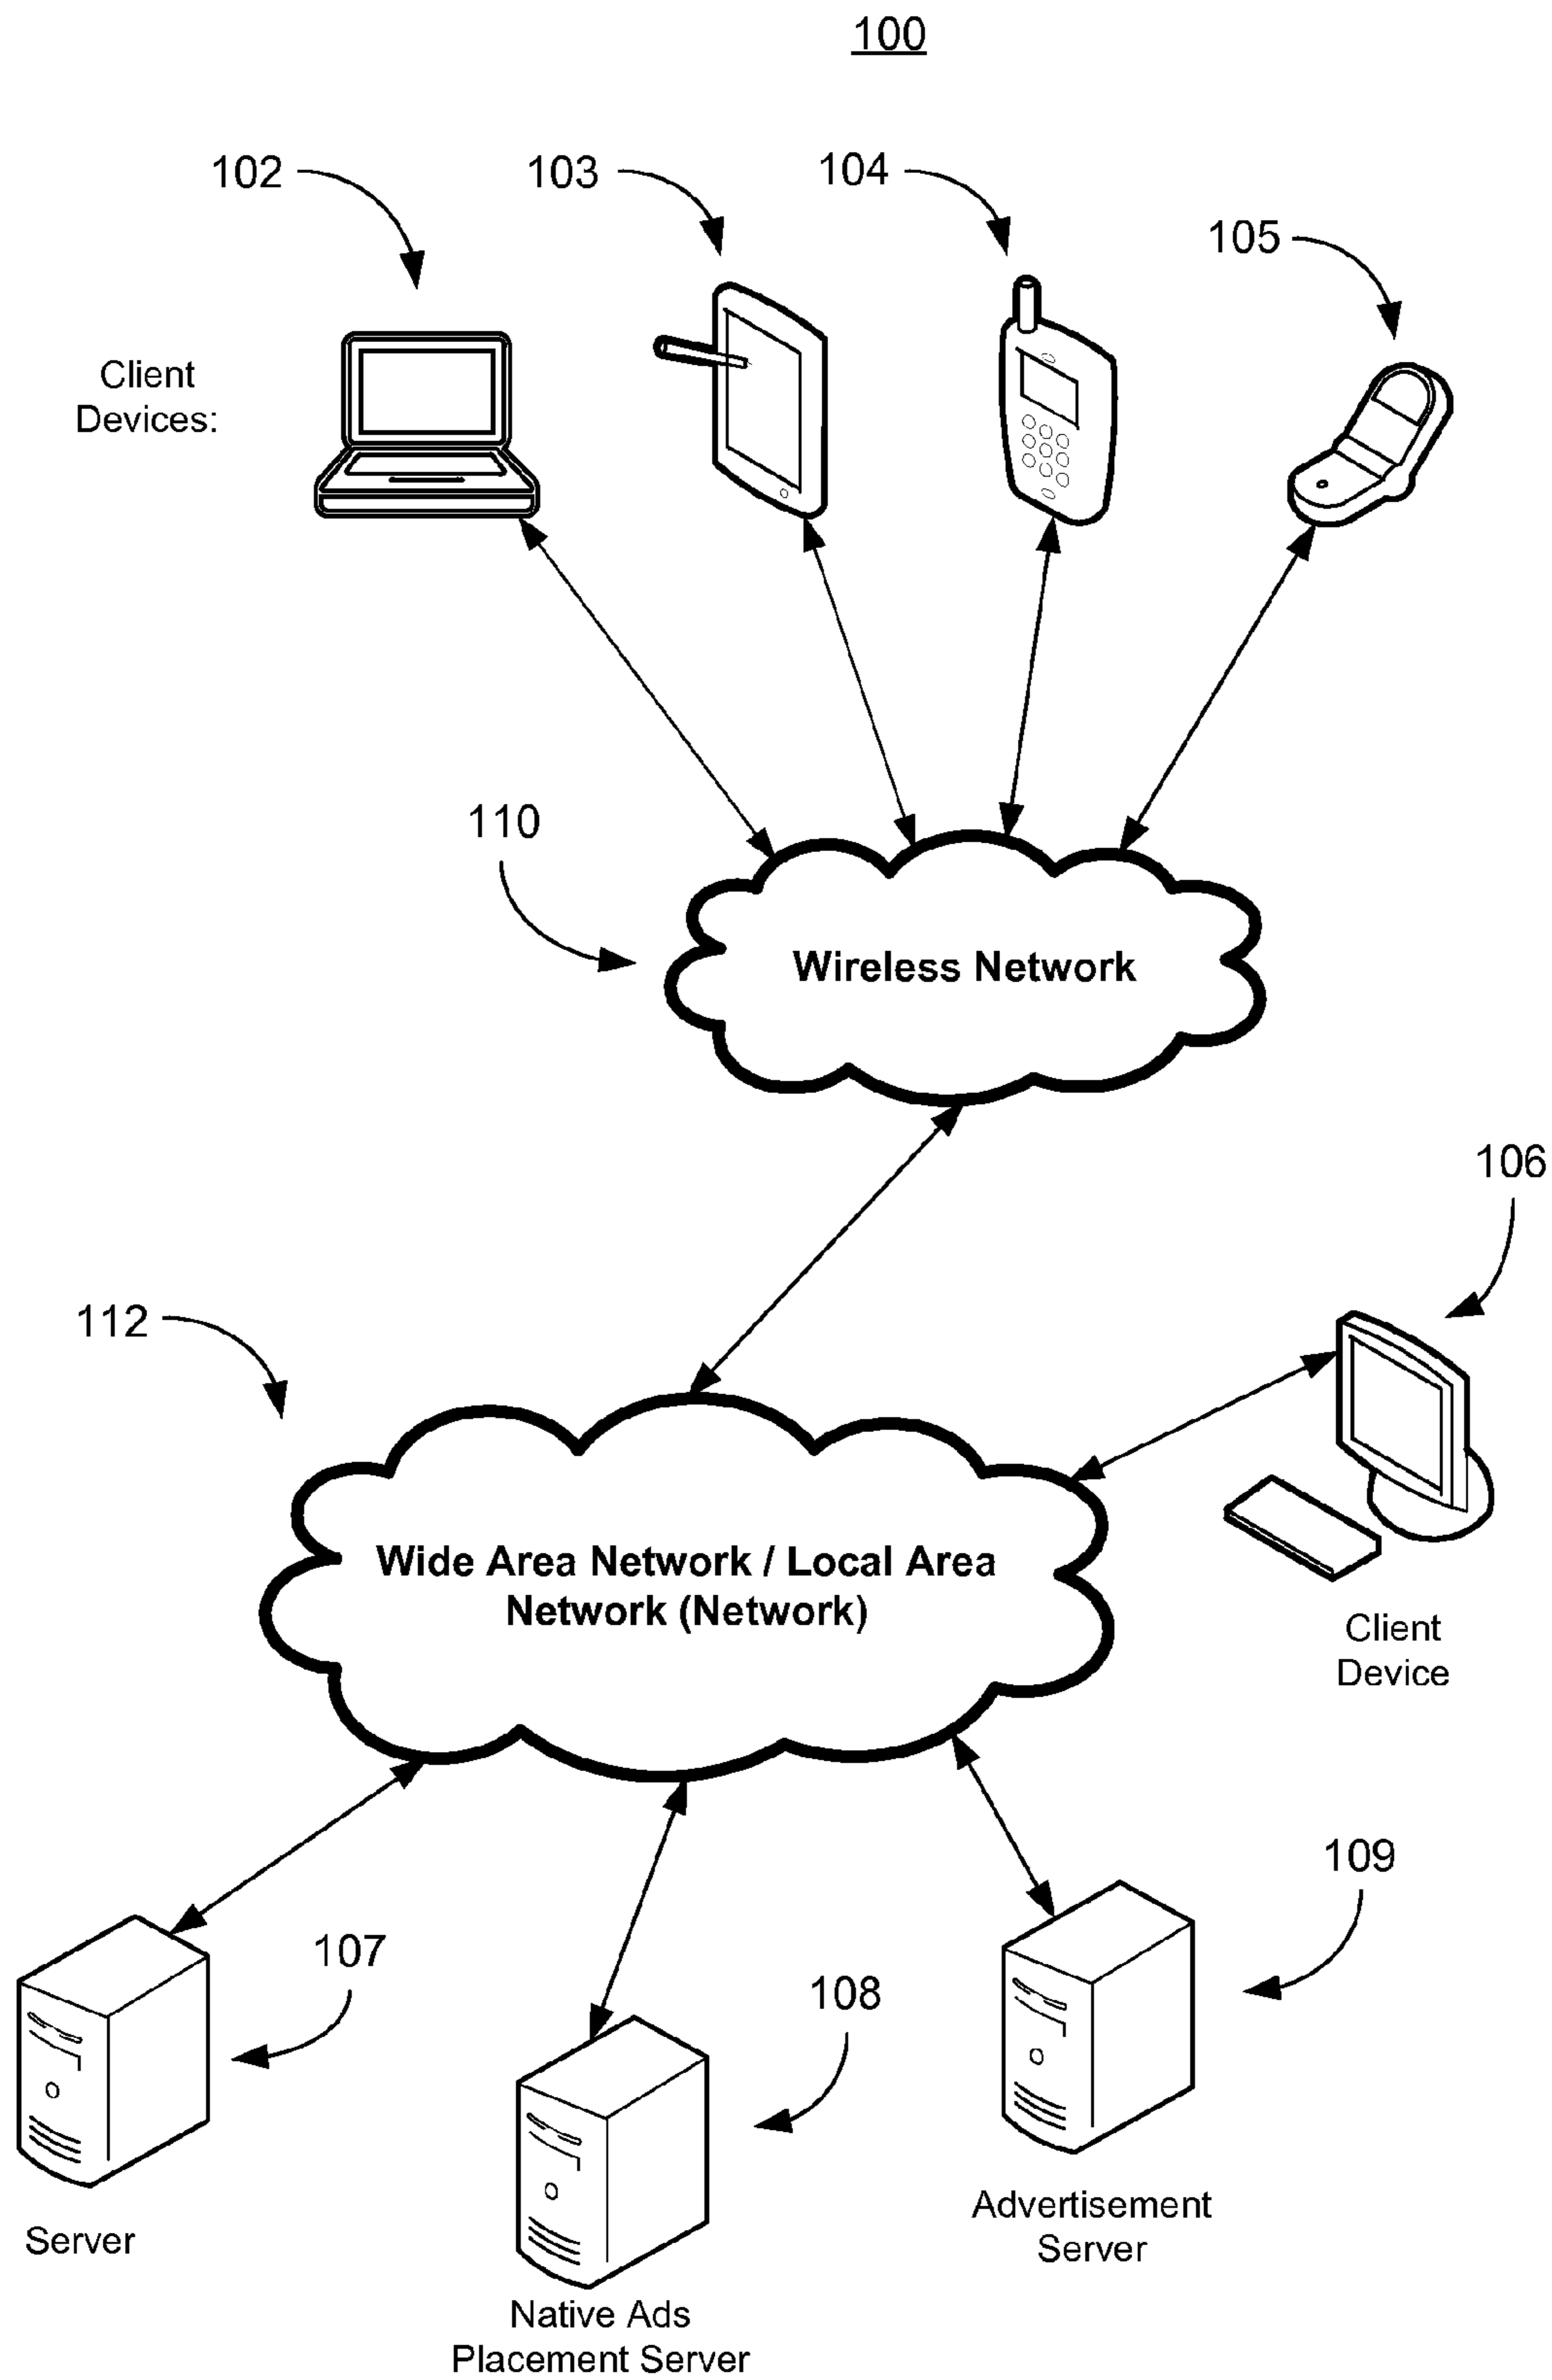 100
102
103
104
105
Client
Devices:
110
Wireless Network
106
112
Wide Area Network / Local Area
Network (Network)
Client
Device
109
107
108
Advertisement
Server
Server
Native Ads
Placement Server